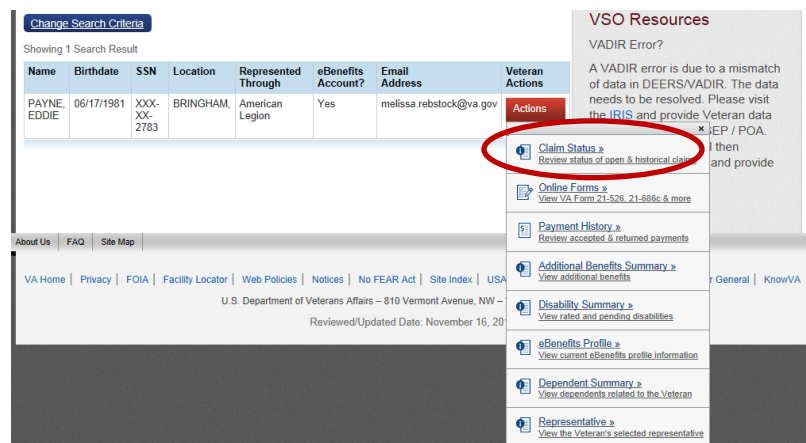 Change Search Criteria
Showing 1 Search Result
Name Birthdate SSN Location Represented Through eBenefits Account? Email Address Veteran Actions
PAYNE, EDDIE 06/17/1981 XXX-XX-2783 BRINGHAM, American Legion Yes melissa.rebstock@va.gov Actions
VSO Resources
VADIR Error?
A VADIR error is due to a mismatch
of data in DEERS/VADIR. The data
needs to be resolved. Please visit
the IRIS and provide Veteran data
SEP / POA.
then
and provide
x
Claim Status »
Review status of open & historical claims
Online Forms »
View VA Form 21-526, 21-686c & more
Payment History »
Review accepted & returned payments
Additional Benefits Summary »
View additional benefits
Disability Summary »
View rated and pending disabilities
eBenefits Profile »
View current eBenefits profile information
Dependent Summary »
View dependents related to the Veteran
Representative »
View the Veteran's selected representative
About Us FAQ Site Map
VA Home | Privacy | FOIA | Facility Locator | Web Policies | Notices | No FEAR Act | Site Index | USA r General | KnowVA
U.S. Department of Veterans Affairs – 810 Vermont Avenue, NW –
Reviewed/Updated Date: November 16, 201